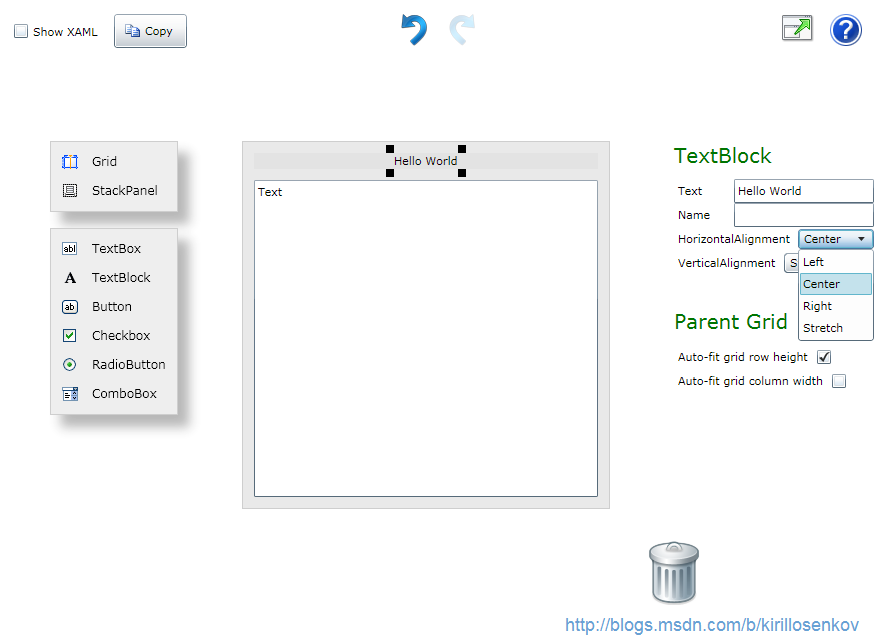 Show XAML
Copy
Grid
StackPanel
TextBox
TextBlock
Button
Checkbox
RadioButton
ComboBox
Hello World
Text
TextBlock
Text Hello World
Name
HorizontalAlignment Center
VerticalAlignment S
Left
Center
Right
Stretch
Parent Grid
Auto-fit grid row height
Auto-fit grid column width
http://blogs.msdn.com/b/kirillosenkov